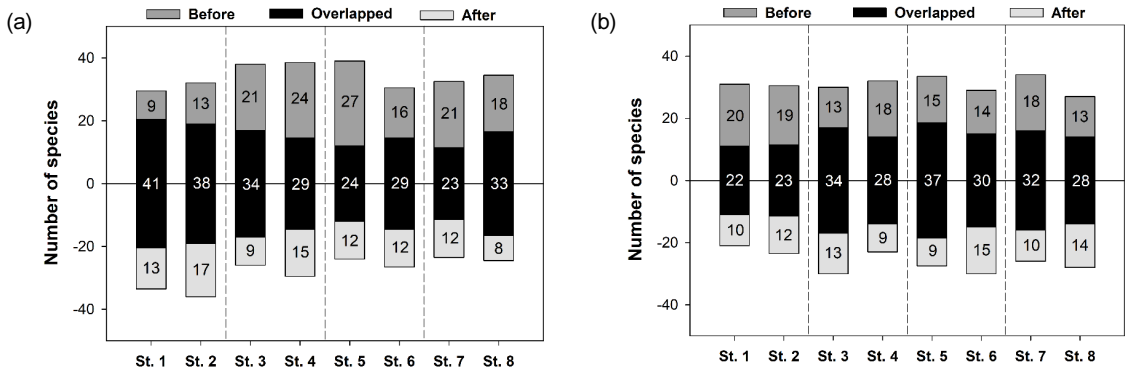 (a)
Before Overlapped After
Number of species
40
20
0
-20
-40
9 13 21 24 27 16 21 18
41 38 34 29 24 29 23 33
13 17 9 15 12 12 12 8
St. 1 St. 2 St. 3 St. 4 St. 5 St. 6 St. 7 St. 8
(b)
Before Overlapped After
Number of species
40
20
0
-20
-40
20 19 13 18 15 14 18 13
22 23 34 28 37 30 32 28
10 12 13 9 9 15 10 14
St. 1 St. 2 St. 3 St. 4 St. 5 St. 6 St. 7 St. 8